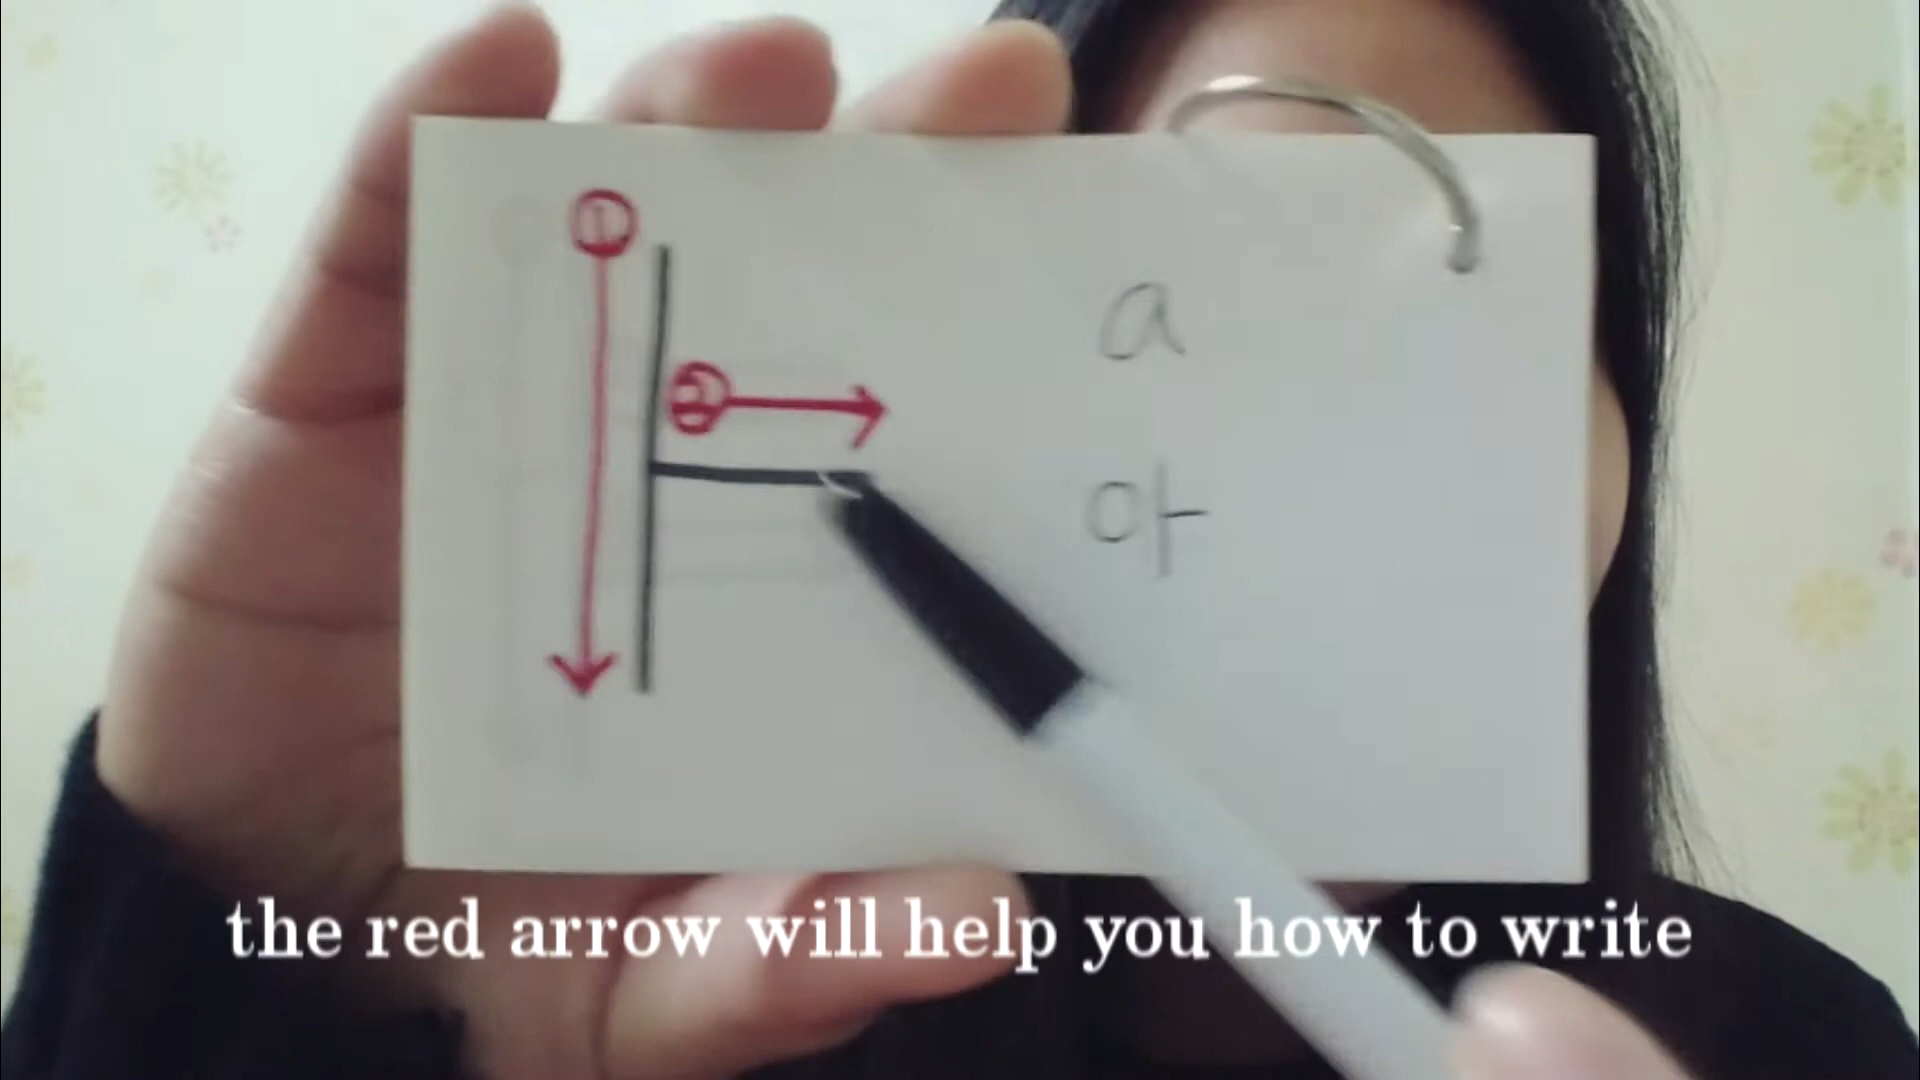 ①
ㅏ
②
a
아
the red arrow will help you how to write